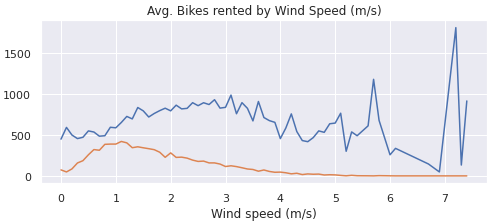 Avg. Bikes rented by Wind Speed (m/s)
1500
1000
500
0
0 1 2 3 4 5 6 7
Wind speed (m/s)